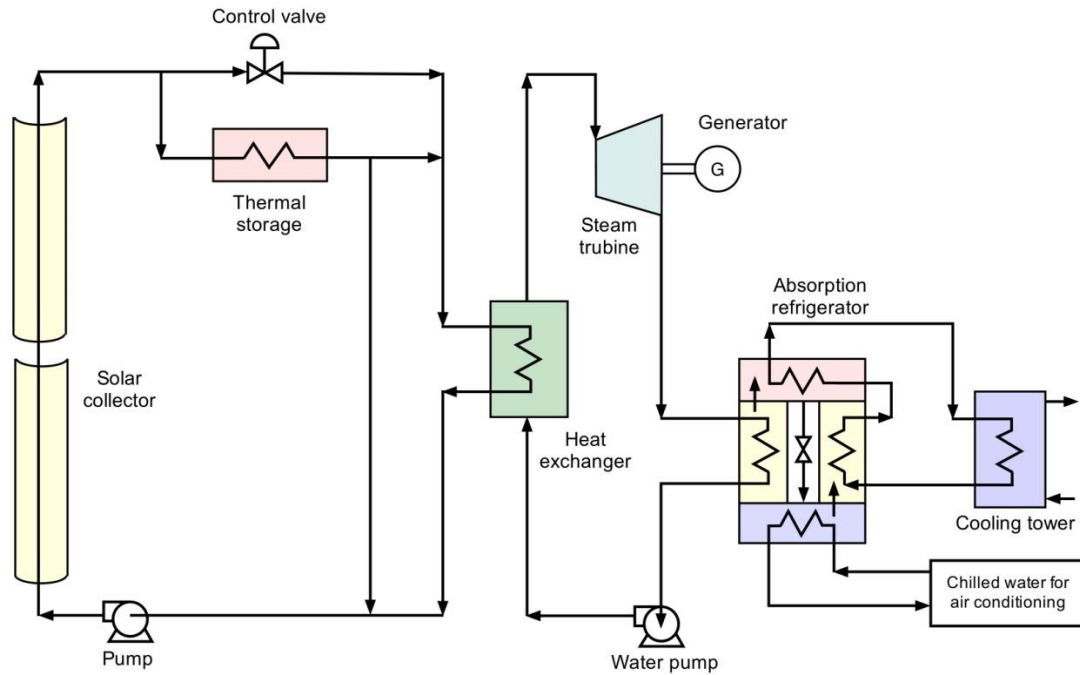 Control valve
Generator
G
Thermal
storage
Steam
trubine
Absorption
refrigerator
Solar
collector
Heat
exchanger
Cooling tower
Chilled water for
air conditioning
Pump
Water pump